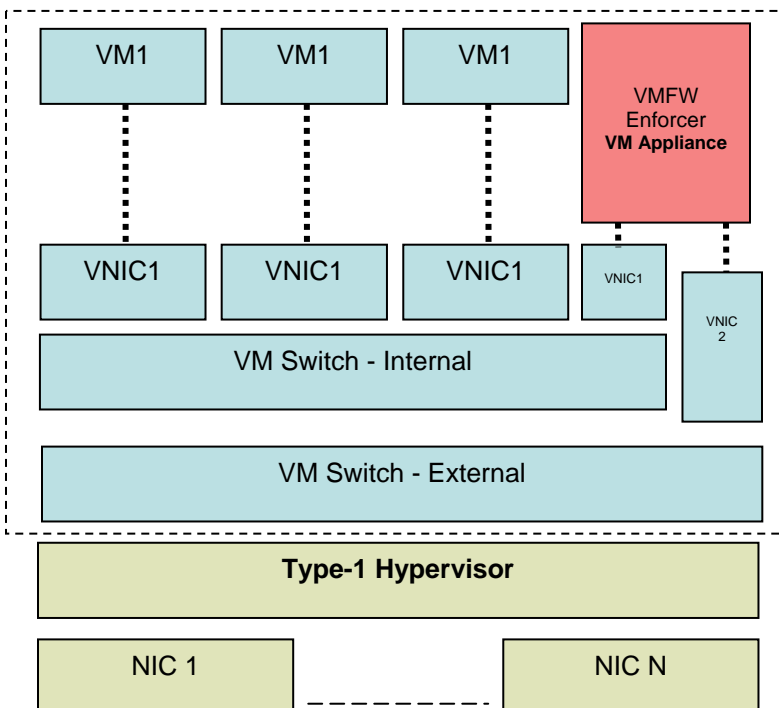 VM1
VM1
VM1
VMFW
Enforcer
VM Appliance
VNIC1
VNIC1
VNIC1
VNIC1
VNIC
2
VM Switch - Internal
VM Switch - External
Type-1 Hypervisor
NIC 1
NIC N